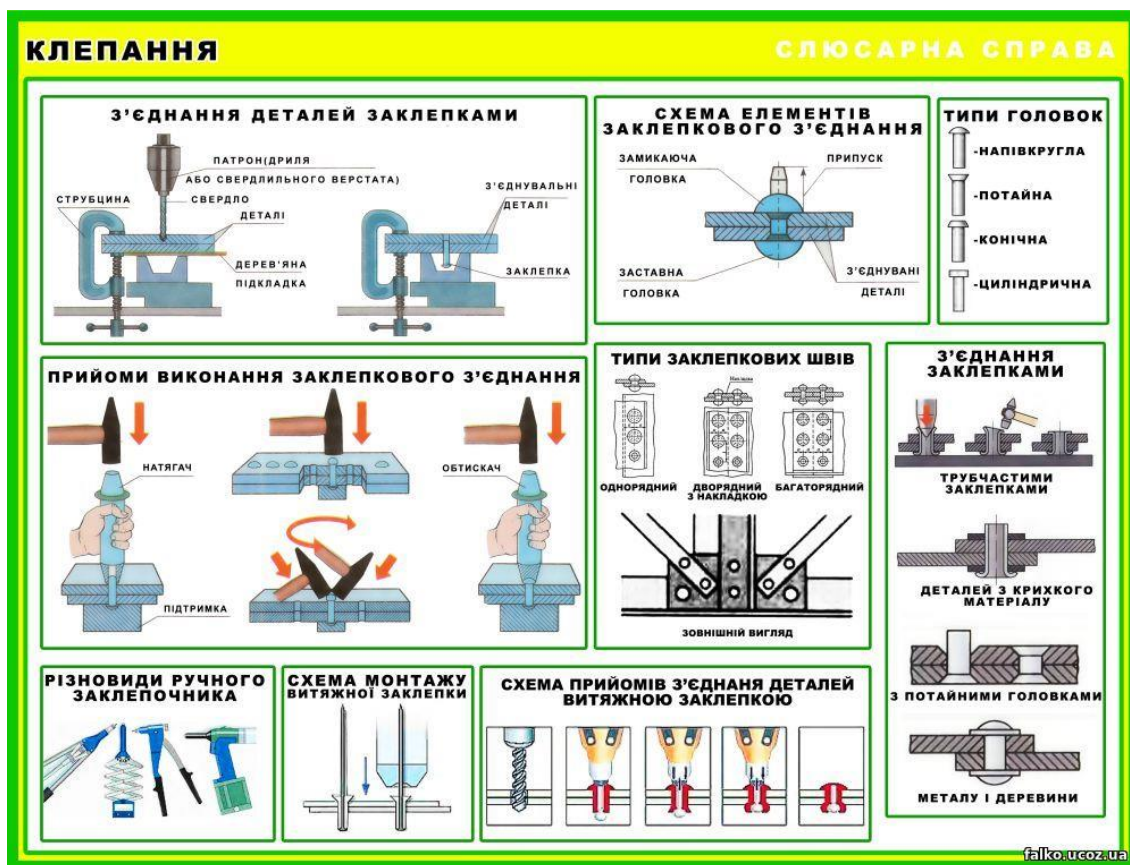 КЛЕПАННЯ
СЛЮСАРНА СПРАВА
З’ЄДНАННЯ ДЕТАЛЕЙ ЗАКЛЕПКАМИ
ПАТРОН(ДРИЛЯ
АБО СВЕРДЛИЛЬНОГО ВЕРСТАТА)
СТРУБЦИНА
СВЕРДЛО
ДЕТАЛІ
ДЕРЕВ’ЯНА
ПІДКЛАДКА
З’ЄДНУВАЛЬНІ
ДЕТАЛІ
ЗАКЛЕПКА
СХЕМА ЕЛЕМЕНТІВ
ЗАКЛЕПКОВОГО З’ЄДНАННЯ
ЗАМИКАЮЧА
ГОЛОВКА
ПРИПУСК
ЗАСТАВНА
ГОЛОВКА
З’ЄДНУВАНІ
ДЕТАЛІ
ТИПИ ГОЛОВОК
-НАПІВКРУГЛА
-ПОТАЙНА
-КОНІЧНА
-ЦИЛІНДРИЧНА
ПРИЙОМИ ВИКОНАННЯ ЗАКЛЕПКОВОГО З’ЄДНАННЯ
НАТЯГАЧ
ОБТИСКАЧ
ПІДТРИМКА
ТИПИ ЗАКЛЕПКОВИХ ШВІВ
Накладка
ОДНОРЯДНИЙ
ДВОРЯДНИЙ
З НАКЛАДКОЮ
БАГАТОРЯДНИЙ
ЗОВНІШНІЙ ВИГЛЯД
З’ЄДНАННЯ
ЗАКЛЕПКАМИ
ТРУБЧАСТИМИ
ЗАКЛЕПКАМИ
ДЕТАЛЕЙ З КРИХКОГО
МАТЕРІАЛУ
З ПОТАЙНИМИ ГОЛОВКАМИ
МЕТАЛУ І ДЕРЕВИНИ
РІЗНОВИДИ РУЧНОГО
ЗАКЛЕПОЧНИКА
СХЕМА МОНТАЖУ
ВИТЯЖНОЇ ЗАКЛЕПКИ
СХЕМА ПРИЙОМІВ З’ЄДНАНЯ ДЕТАЛЕЙ
ВИТЯЖНОЮ ЗАКЛЕПКОЮ
falko.ucoz.ua